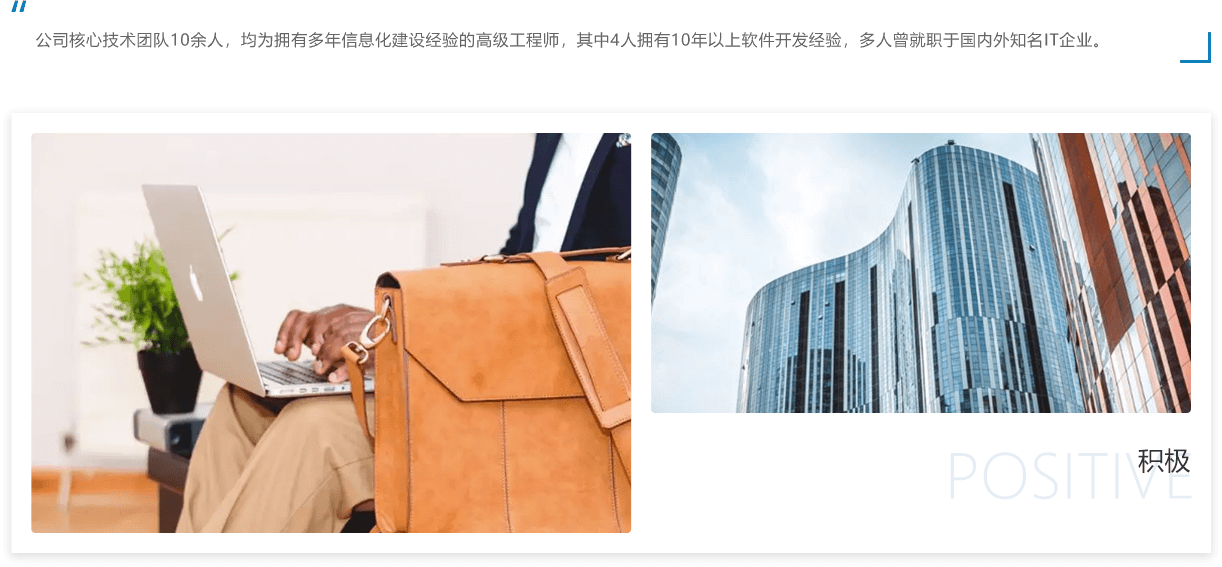 公司核心技术团队10余人，均为拥有多年信息化建设经验的高级工程师，其中4人拥有10年以上软件开发经验，多人曾就职于国内外知名IT企业。
积极
POSITIVE